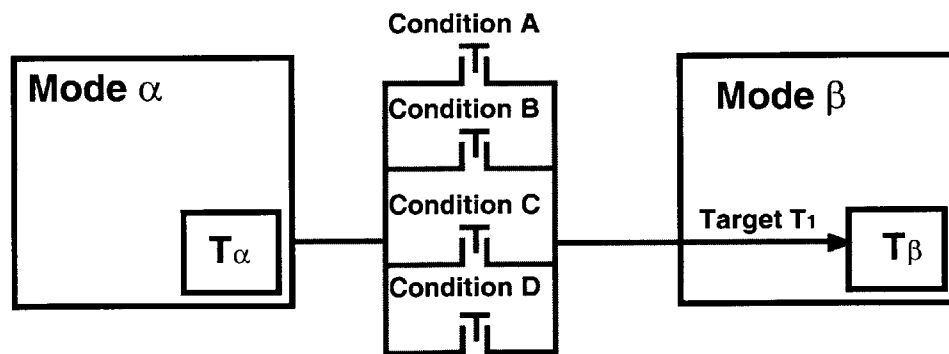 Condition A
Mode α
Condition B
Mode β
Condition C
Target T1
Tα
Tβ
Condition D